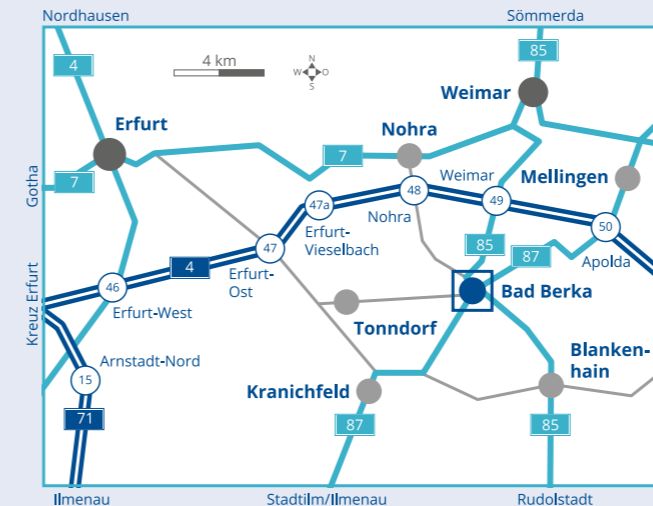 Nordhausen
Sömmerda
4
4 km
N
W
O
S
85
Weimar
Erfurt
Nohra
7
7
Gotha
Mellingen
Weimar
47a
48
Nohra
49
Erfurt-
Vieselbach
50
Apolda
47
Erfurt-
Ost
4
85
87
46
Erfurt-West
Bad Berka
Kreuz Erfurt
Tonndorf
Blanken-
hain
Arnstadt-Nord
15
Kranichfeld
71
87
85
Ilmenau
Stadtilm/Ilmenau
Rudolstadt